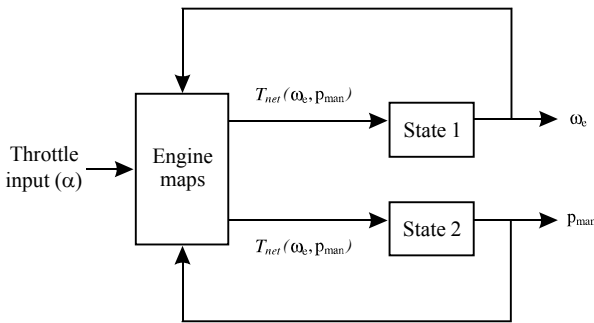 T_net(ω_e, p_man)
State 1
ω_e
Throttle
input (α)
Engine
maps
State 2
p_man
T_net(ω_e, p_man)